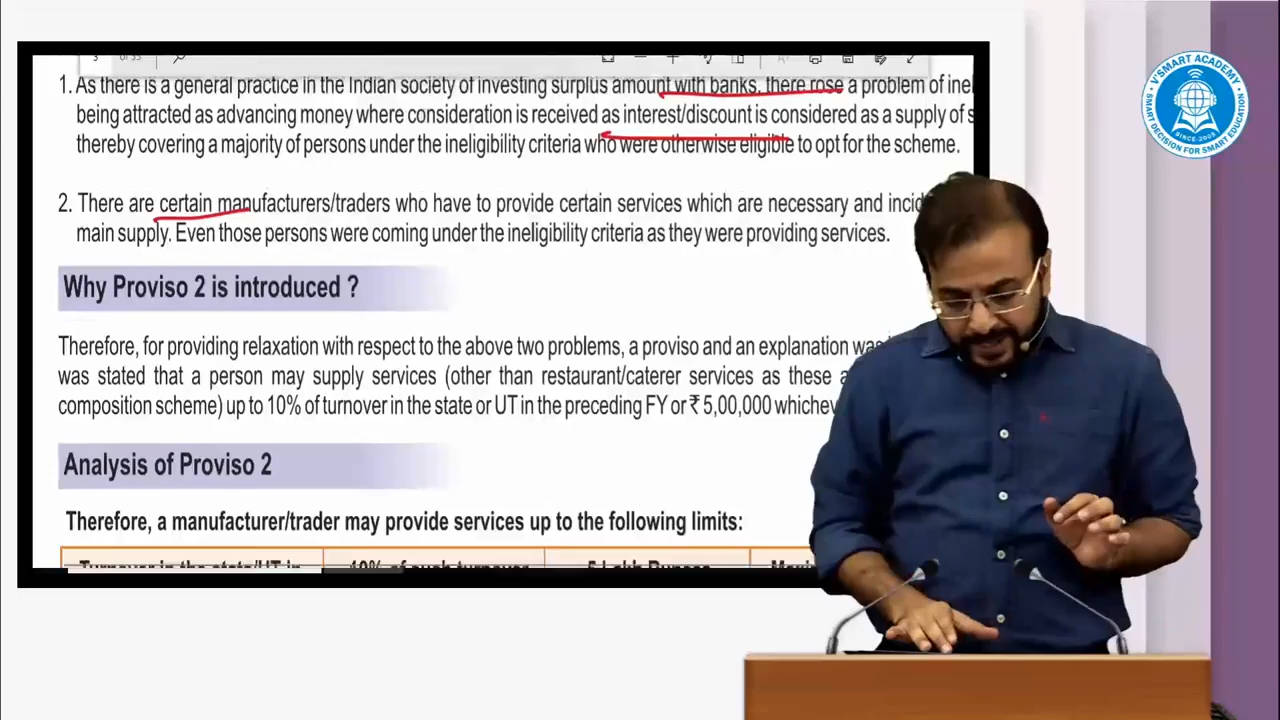 1. As there is a general practice in the Indian society of investing surplus amount with banks, there rose a problem of
being attracted as advancing money where consideration is received as interest/discount is considered as a supply of
thereby covering a majority of persons under the ineligibility criteria who were otherwise eligible to opt for the scheme.
2. There are certain manufacturers/traders who have to provide certain services which are necessary and
main supply. Even those persons were coming under the ineligibility criteria as they were providing services.
Why Proviso 2 is introduced ?
Therefore, for providing relaxation with respect to the above two problems, a proviso and an explanation
was stated that a person may supply services (other than restaurant/caterer services as these
composition scheme) up to 10% of turnover in the state or UT in the preceding FY or ₹ 5,00,000
Analysis of Proviso 2
Therefore, a manufacturer/trader may provide services up to the following limits:
Turnover in the state/UT in 10% of such turnover 5 Lakh Rupees
V'SMART ACADEMY
SINCE-2005
SMART DECISION FOR SMART EDUCATION